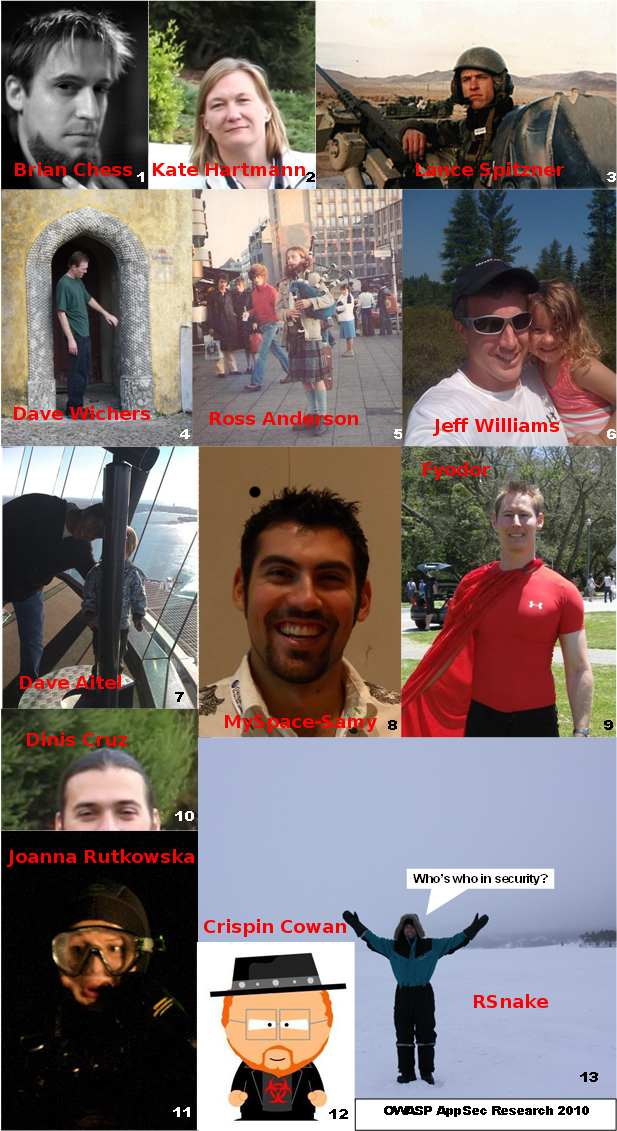 Brian Chess
1
Kate Hartmann
2
Lance Spitzner
3
Dave Wichers
4
Ross Anderson
5
Jeff Williams
6
Dave Aitel
7
MySpace-Samy
8
Fyodor
9
Dinis Cruz
10
Joanna Rutkowska
11
Crispin Cowan
12
Who's who in security?
RSnake
13
OWASP AppSec Research 2010